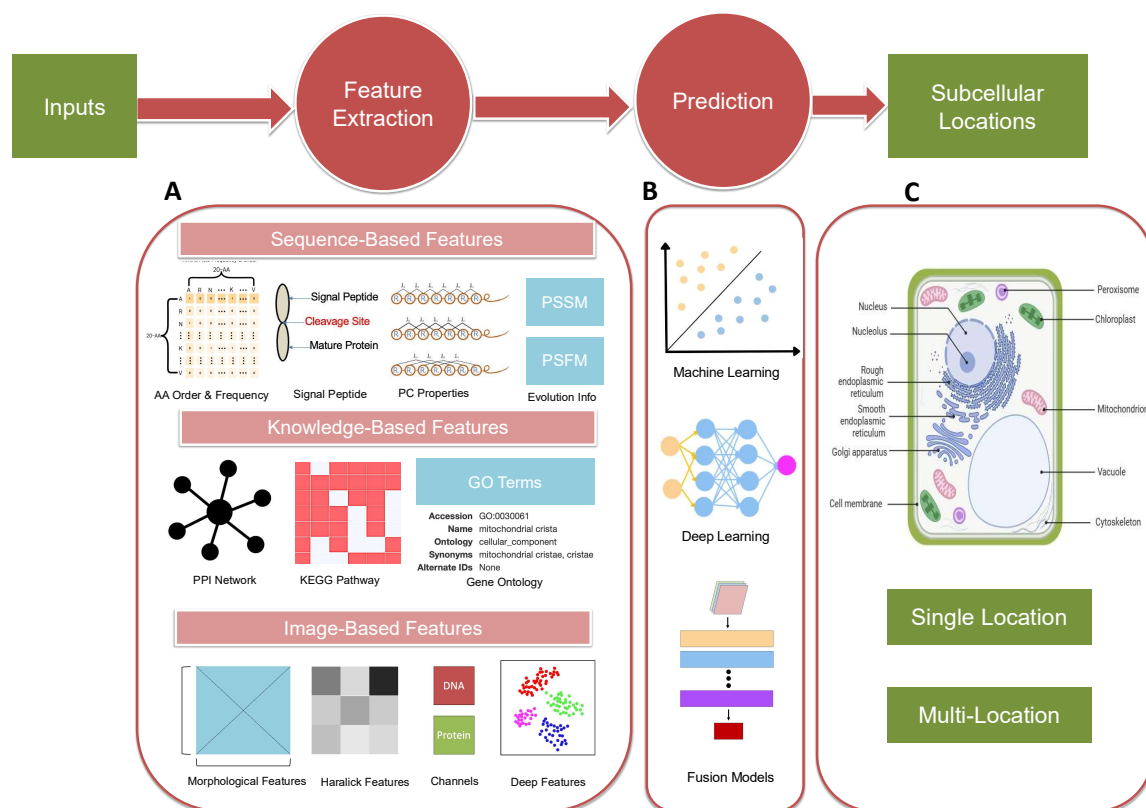 Inputs
Feature
Extraction
Prediction
Subcellular
Locations
A
B
C
Sequence-Based Features
20-AA
A R N ••• K ••• V
A
R
N
K
V
20-AA
AA Order & Frequency
Signal Peptide
Cleavage Site
Mature Protein
Signal Peptide
R R R R R R R
R R R R R R R
R R R R R R R
PC Properties
PSSM
PSFM
Evolution Info
Knowledge-Based Features
PPI Network
KEGG Pathway
GO Terms
Accession GO:0030061
Name mitochondrial crista
Ontology cellular_component
Synonyms mitochondrial cristae, cristae
Alternate IDs None
Gene Ontology
Image-Based Features
Morphological Features
Haralick Features
DNA
Protein
Channels
Deep Features
Machine Learning
Deep Learning
Fusion Models
Nucleus
Nucleolus
Rough
endoplasmic
reticulum
Smooth
endoplasmic
reticulum
Golgi apparatus
Cell membrane
Peroxisome
Chloroplast
Mitochondrion
Vacuole
Cytoskeleton
Single Location
Multi-Location